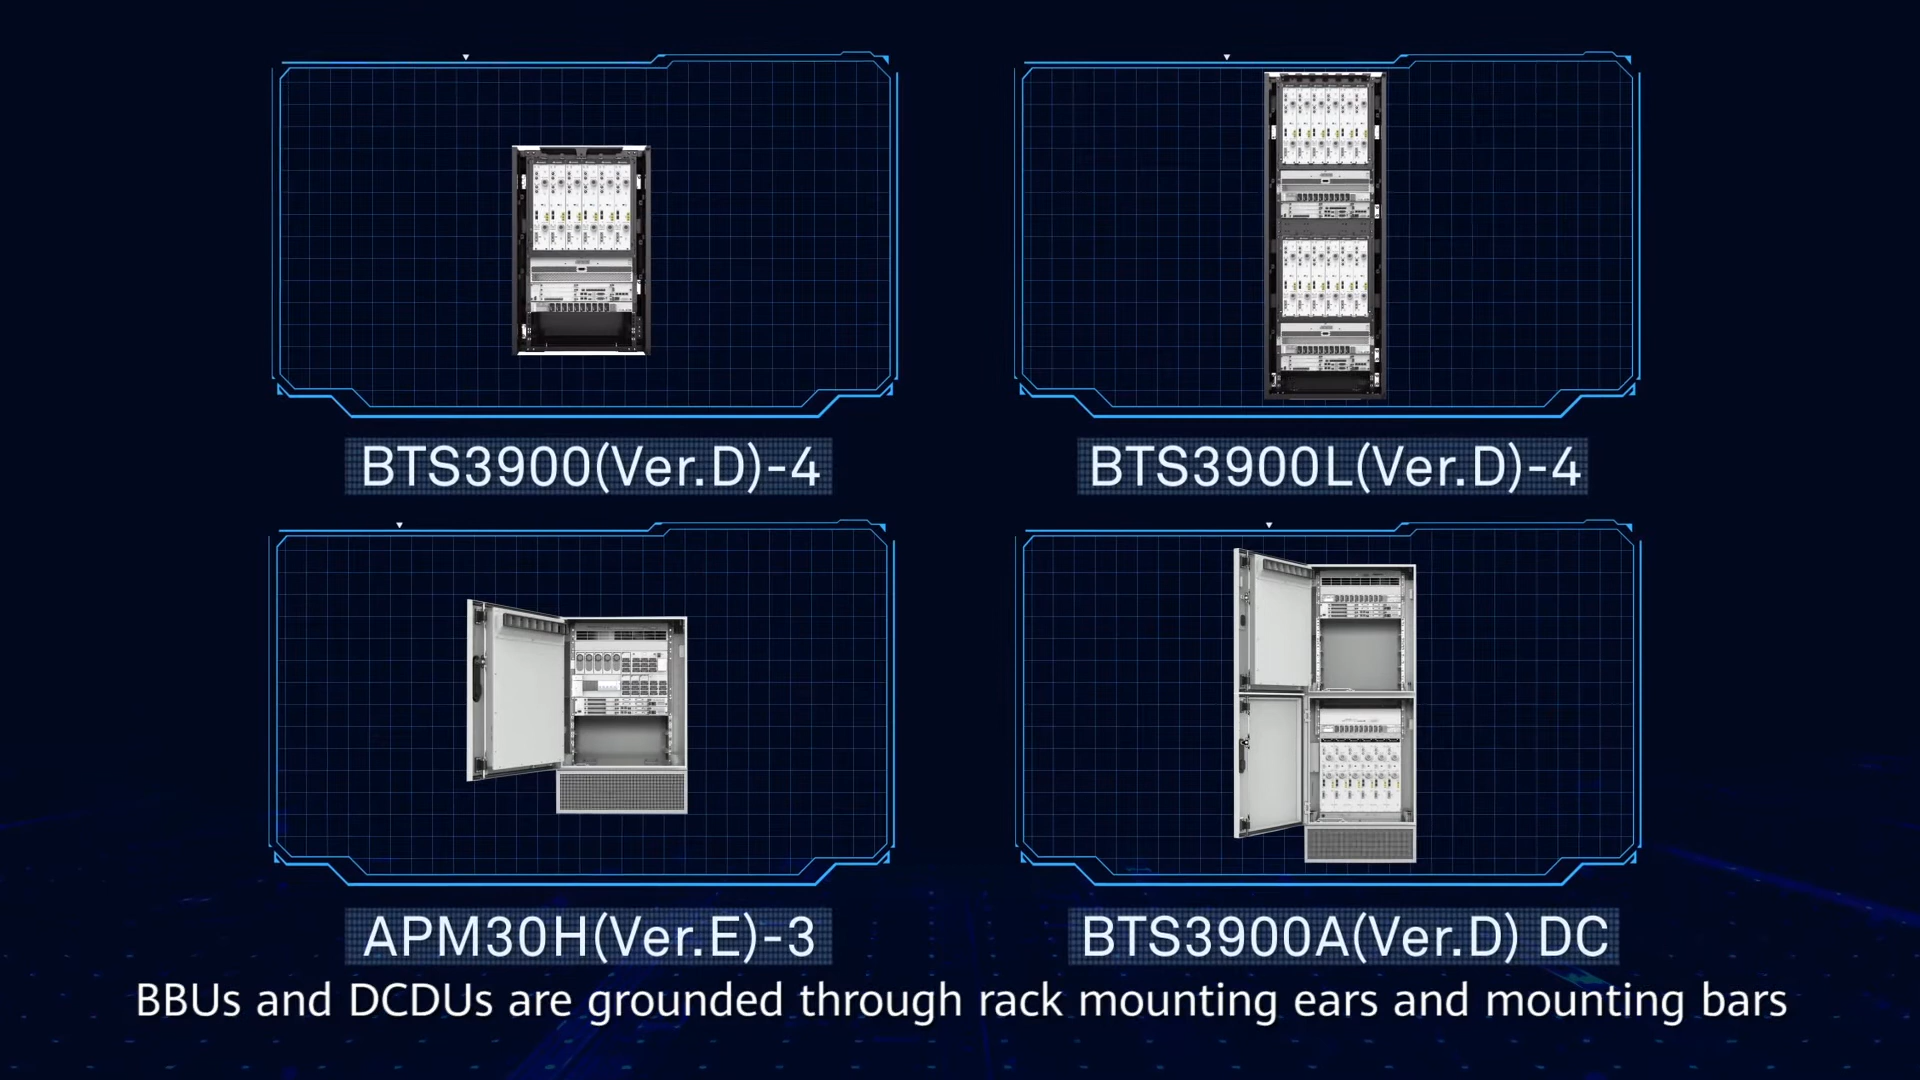 BTS3900(Ver.D)-4
BTS3900L(Ver.D)-4
APM30H(Ver.E)-3
BTS3900A(Ver.D) DC
BBUs and DCDUs are grounded through rack mounting ears and mounting bars